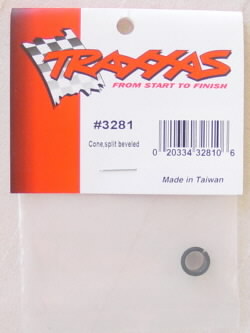 TRAXXAS
FROM START TO FINISH
#3281
Cone,split beveled
0 20334 32810 6
Made in Taiwan